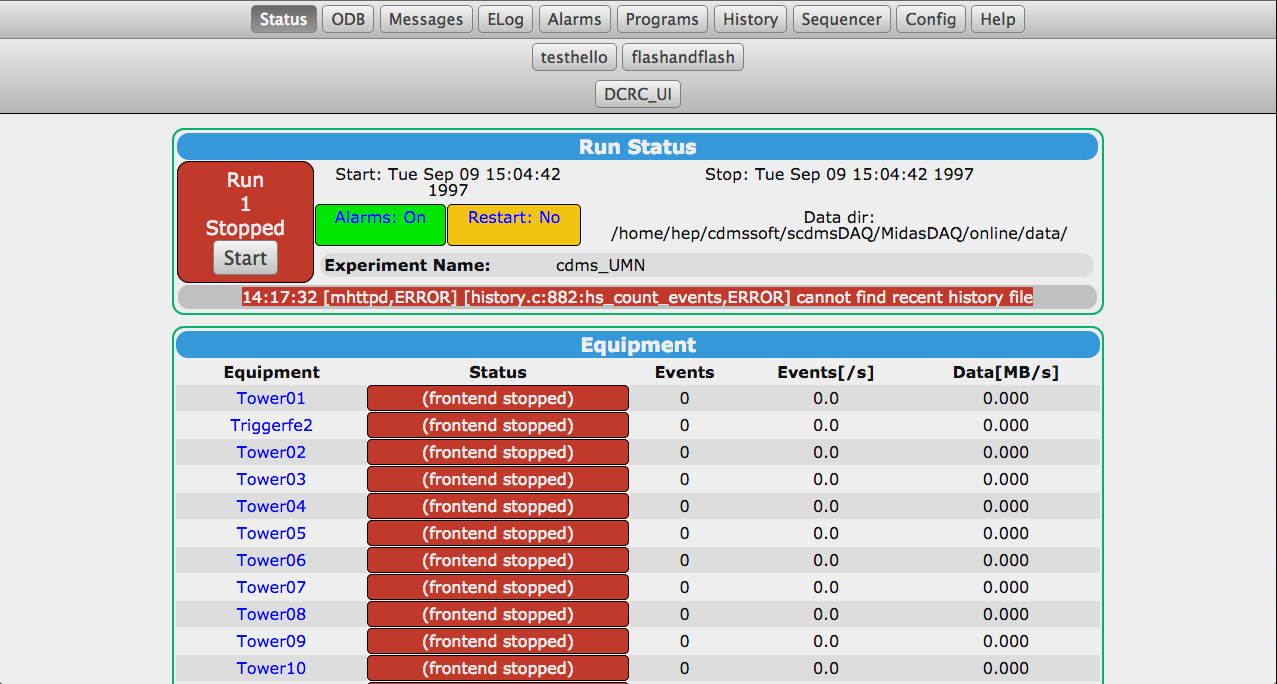 Status ODB Messages ELog Alarms Programs History Sequencer Config Help
testhello flashandflash
DCRC_UI
Run Status
Run
1
Stopped
Start
Start: Tue Sep 09 15:04:42
1997
Stop: Tue Sep 09 15:04:42 1997
Alarms: On
Restart: No
Data dir:
/home/hep/cdmssoft/scdmsDAQ/MidasDAQ/online/data/
Experiment Name: cdms_UMN
14:17:32 [mhttpd,ERROR] [history.c:882:hs_count_events,ERROR] cannot find recent history file
Equipment
Equipment Status Events Events[/s] Data[MB/s]
Tower01 (frontend stopped) 0 0.0 0.000
Triggerfe2 (frontend stopped) 0 0.0 0.000
Tower02 (frontend stopped) 0 0.0 0.000
Tower03 (frontend stopped) 0 0.0 0.000
Tower04 (frontend stopped) 0 0.0 0.000
Tower05 (frontend stopped) 0 0.0 0.000
Tower06 (frontend stopped) 0 0.0 0.000
Tower07 (frontend stopped) 0 0.0 0.000
Tower08 (frontend stopped) 0 0.0 0.000
Tower09 (frontend stopped) 0 0.0 0.000
Tower10 (frontend stopped) 0 0.0 0.000